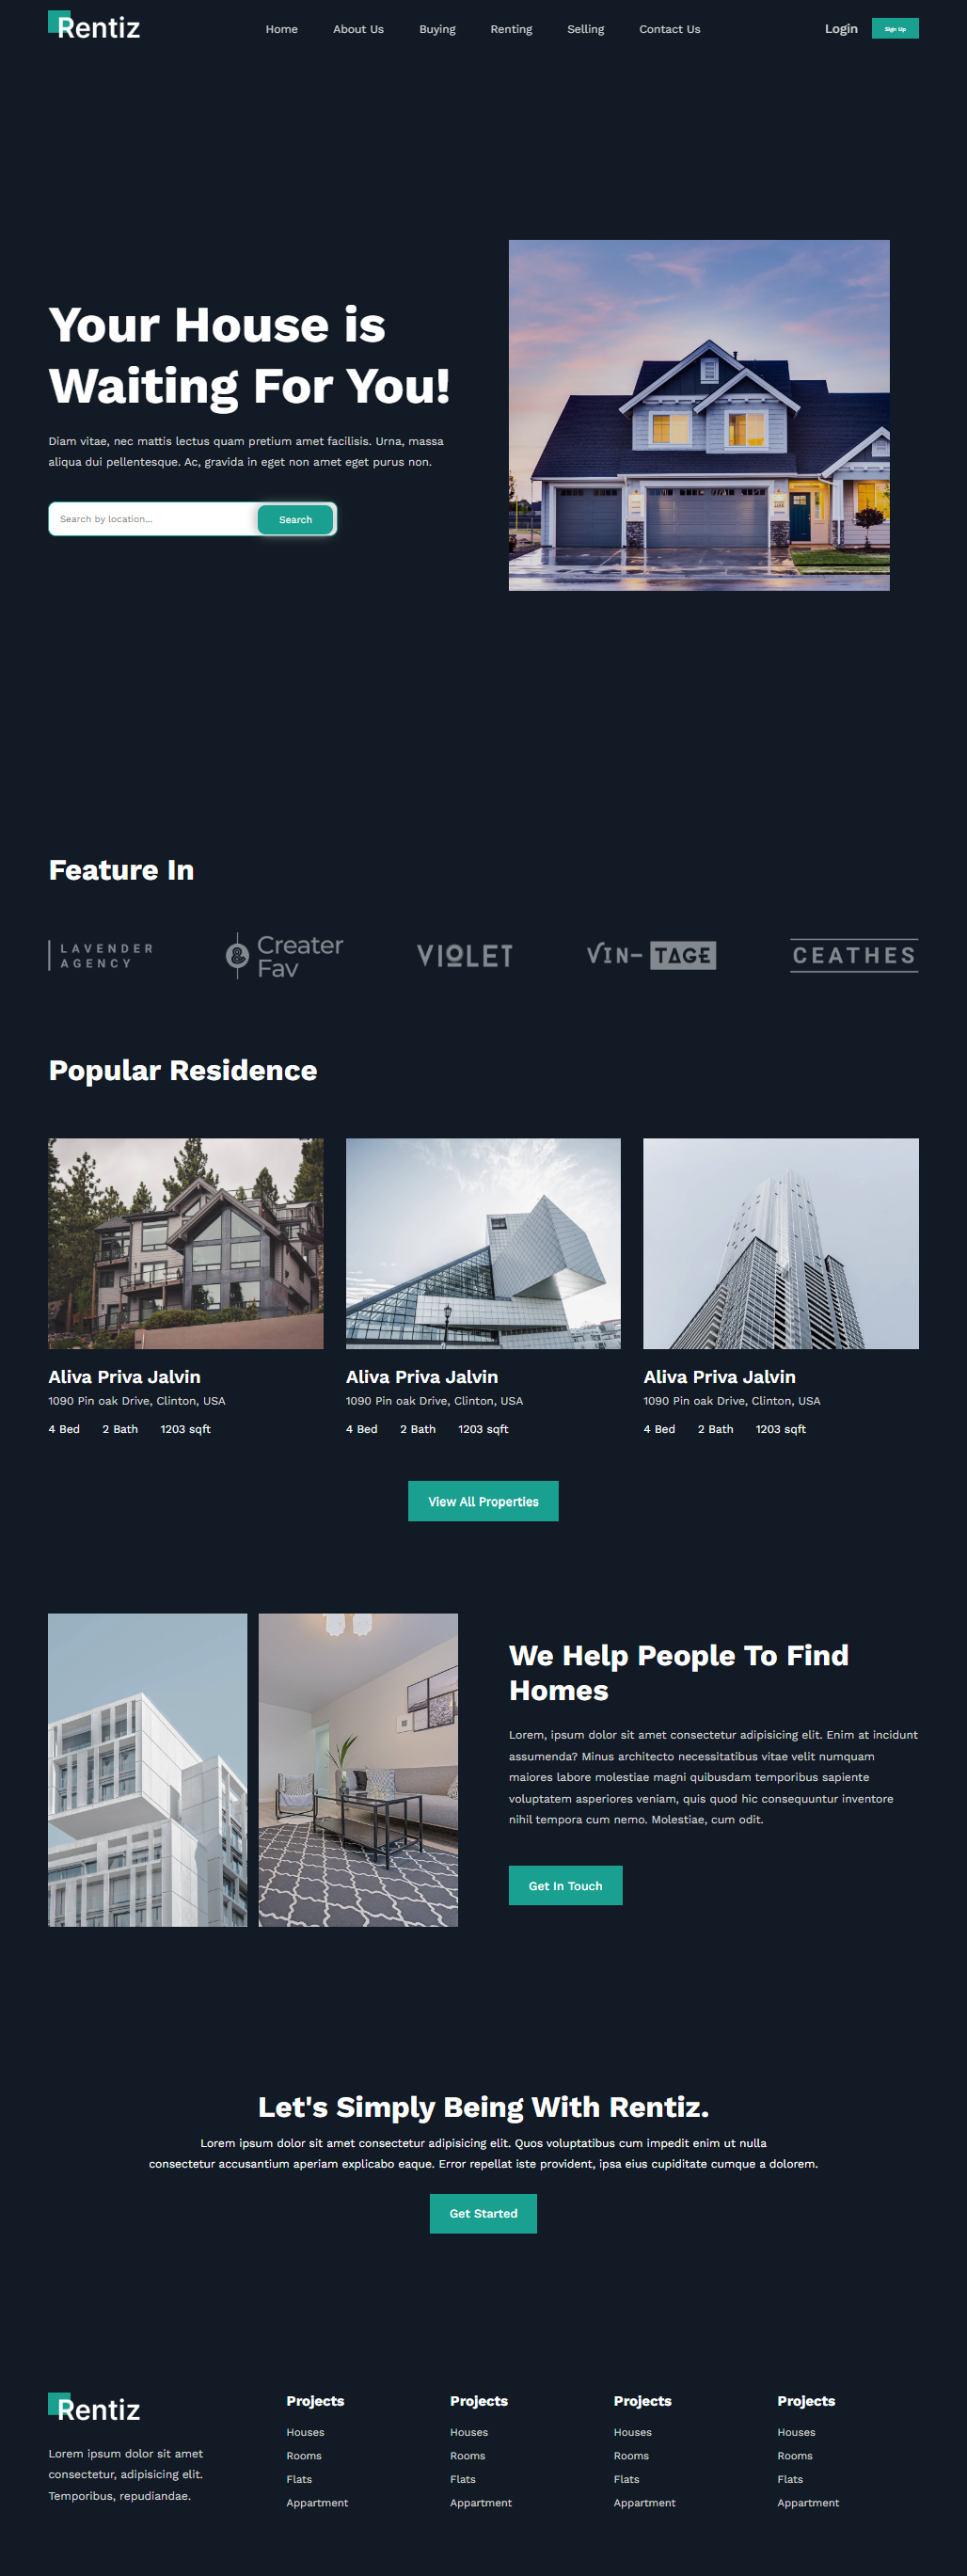 Rentiz
Home About Us Buying Renting Selling Contact Us Login Sign Up
Your House is
Waiting For You!
Diam vitae, nec mattis lectus quam pretium amet facilisis. Urna, massa
aliqua dui pellentesque. Ac, gravida in eget non amet eget purus non.
Search by location... Search
Feature In
LAVENDER
AGENCY
& Creater
Fav
VIOLET
VIN-TAGE
CEATHES
Popular Residence
Aliva Priva Jalvin Aliva Priva Jalvin Aliva Priva Jalvin
1090 Pin oak Drive, Clinton, USA 1090 Pin oak Drive, Clinton, USA 1090 Pin oak Drive, Clinton, USA
4 Bed 2 Bath 1203 sqft 4 Bed 2 Bath 1203 sqft 4 Bed 2 Bath 1203 sqft
View All Properties
We Help People To Find
Homes
Lorem, ipsum dolor sit amet consectetur adipisicing elit. Enim at incidunt
assumenda? Minus architecto necessitatibus vitae velit numquam
maiores labore molestiae magni quibusdam temporibus sapiente
voluptatem asperiores veniam, quis quod hic consequuntur inventore
nihil tempora cum nemo. Molestiae, cum odit.
Get In Touch
Let's Simply Being With Rentiz.
Lorem ipsum dolor sit amet consectetur adipisicing elit. Quos voluptatibus cum impedit enim ut nulla
consectetur accusantium aperiam explicabo eaque. Error repellat iste provident, ipsa eius cupiditate cumque a dolorem.
Get Started
Rentiz
Lorem ipsum dolor sit amet
consectetur, adipisicing elit.
Temporibus, repudiandae.
Projects Projects Projects Projects
Houses Houses Houses Houses
Rooms Rooms Rooms Rooms
Flats Flats Flats Flats
Appartment Appartment Appartment Appartment